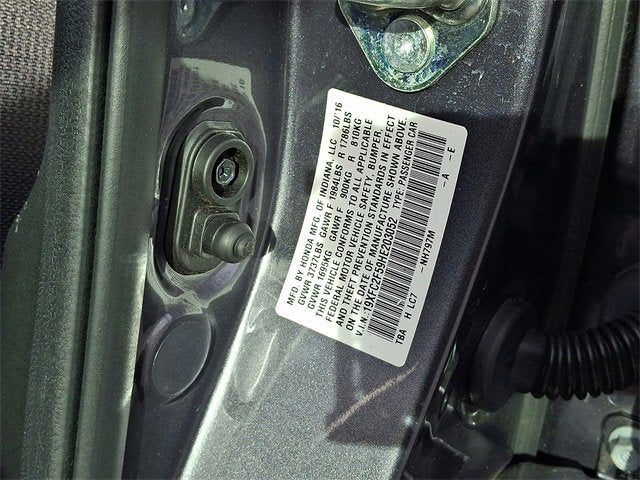 MFD. BY HONDA MFG. OF INDIANA, LLC 10/16
GVWR 3737LBS GAWR F 1984LBS R 1786LBS
GVWR 1695KG GAWR F 900KG R 810KG
THIS VEHICLE CONFORMS TO ALL APPLICABLE
FEDERAL MOTOR VEHICLE SAFETY, BUMPER,
AND THEFT PREVENTION STANDARDS IN EFFECT
ON THE DATE OF MANUFACTURE SHOWN ABOVE.
V.I.N.:19XFC2F59HE203052 TYPE: PASSENGER CAR
TBA H LC7 -NH797M -A -E